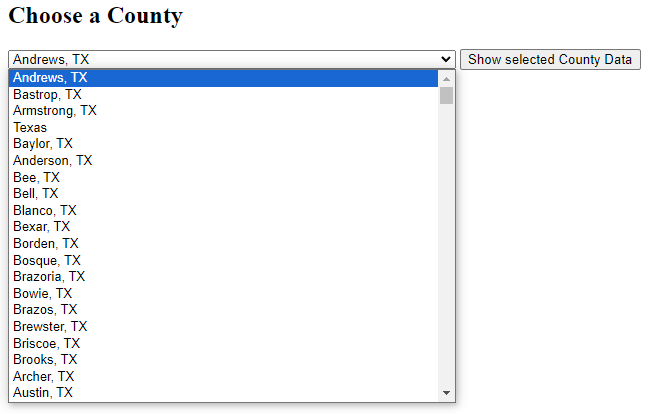 Choose a County
Andrews, TX Show selected County Data
Andrews, TX
Bastrop, TX
Armstrong, TX
Texas
Baylor, TX
Anderson, TX
Bee, TX
Bell, TX
Blanco, TX
Bexar, TX
Borden, TX
Bosque, TX
Brazoria, TX
Bowie, TX
Brazos, TX
Brewster, TX
Briscoe, TX
Brooks, TX
Archer, TX
Austin, TX